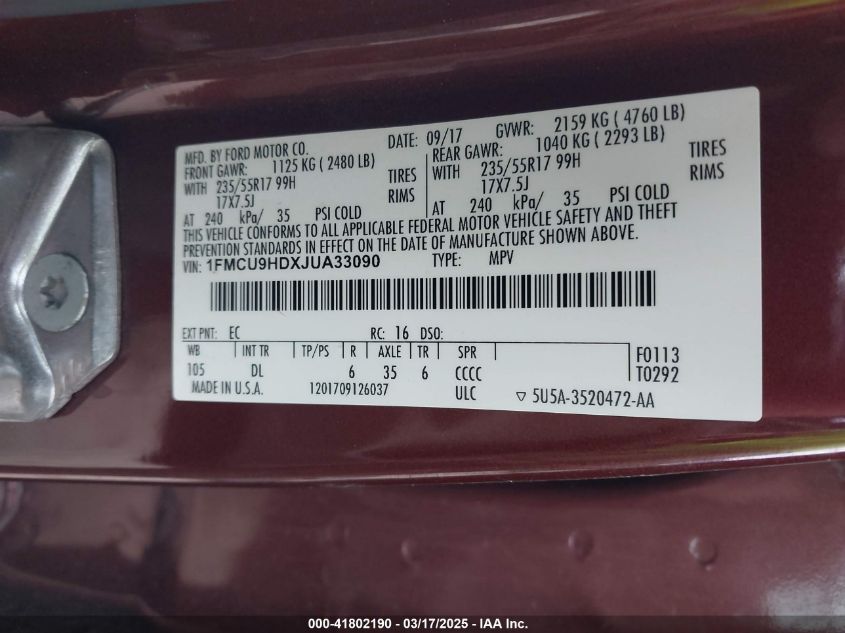 MFD. BY FORD MOTOR CO. DATE: 09/17 GVWR: 2159 KG ( 4760 LB)
FRONT GAWR: 1125 KG ( 2480 LB) REAR GAWR: 1040 KG ( 2293 LB)
WITH 235/55R17 99H TIRES WITH 235/55R17 99H TIRES
17X7.5J RIMS 17X7.5J RIMS
AT 240 kPa/ 35 PSI COLD AT 240 kPa/ 35 PSI COLD
THIS VEHICLE CONFORMS TO ALL APPLICABLE FEDERAL MOTOR VEHICLE SAFETY AND THEFT
PREVENTION STANDARDS IN EFFECT ON THE DATE OF MANUFACTURE SHOWN ABOVE.
VIN: 1FMCU9HDXJUA33090 TYPE: MPV
EXT PNT: EC RC: 16 DSO:
WB INT TR TP/PS R AXLE TR SPR F0113
105 DL 6 35 6 CCCC T0292
MADE IN U.S.A. 1201709126037 ULC ▽ 5U5A-3520472-AA
000-41802190 - 03/17/2025 - IAA Inc.